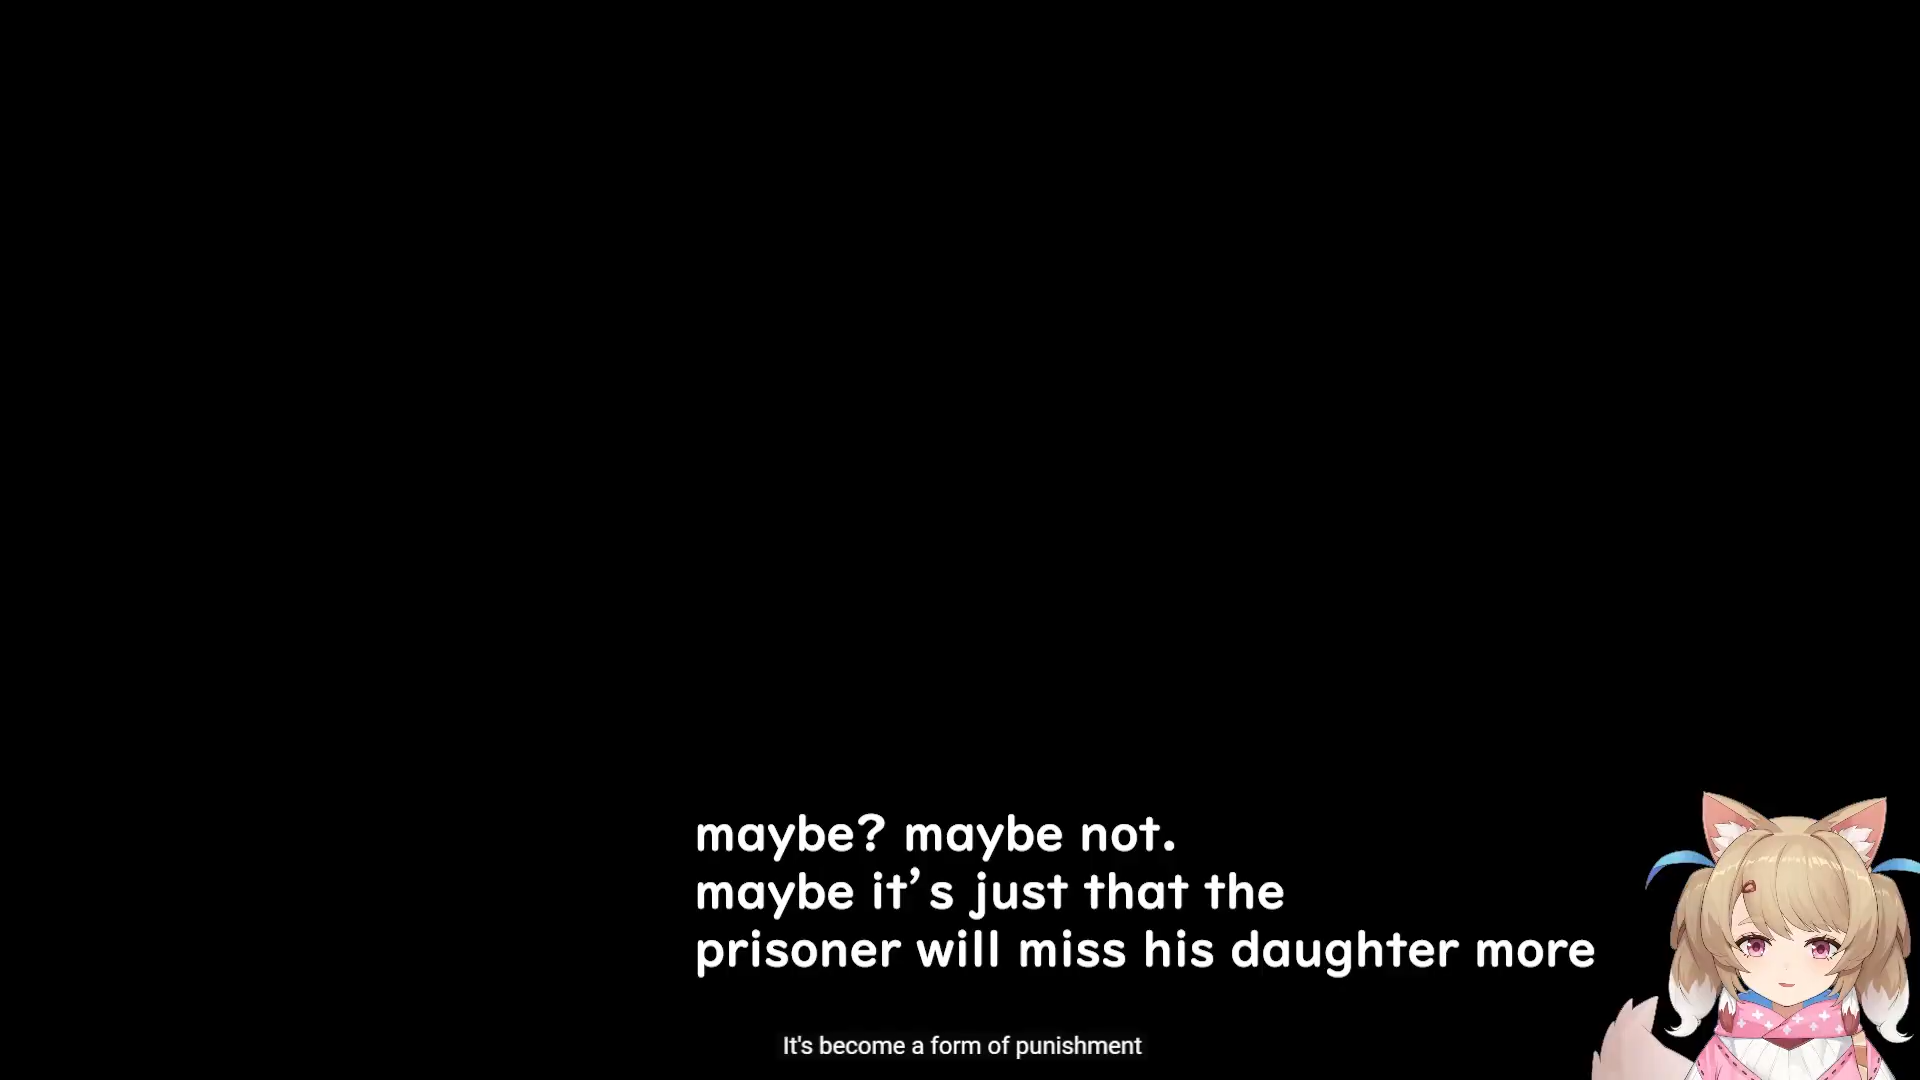 maybe? maybe not.
maybe it’s just that the
prisoner will miss his daughter more
It's become a form of punishment